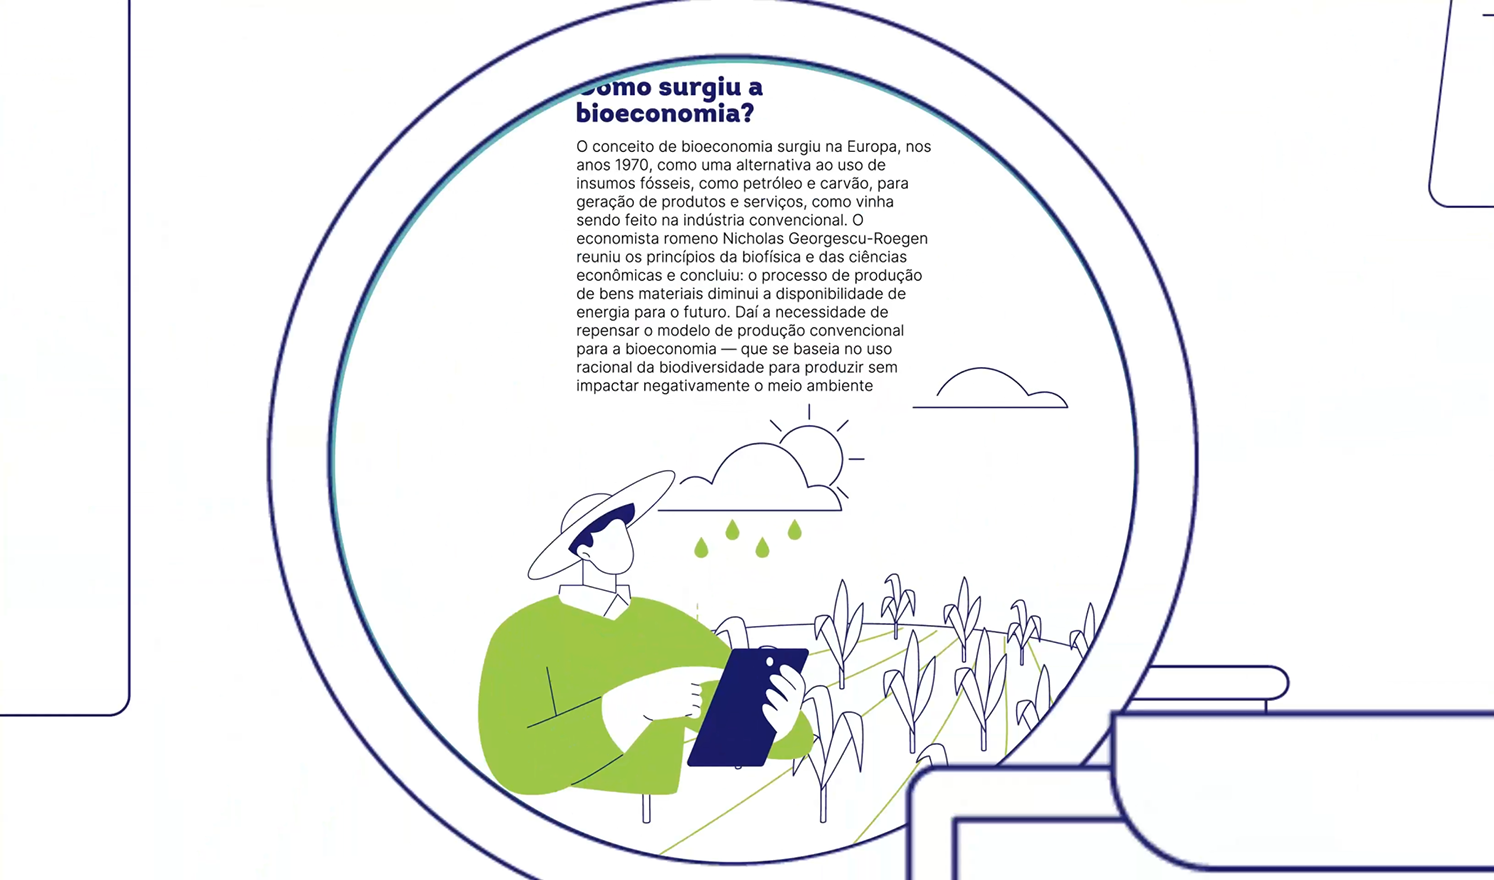 Como surgiu a
bioeconomia?
O conceito de bioeconomia surgiu na Europa, nos
anos 1970, como uma alternativa ao uso de
insumos fósseis, como petróleo e carvão, para
geração de produtos e serviços, como vinha
sendo feito na indústria convencional. O
economista romeno Nicholas Georgescu-Roegen
reuniu os princípios da biofísica e das ciências
econômicas e concluiu: o processo de produção
de bens materiais diminui a disponibilidade de
energia para o futuro. Daí a necessidade de
repensar o modelo de produção convencional
para a bioeconomia — que se baseia no uso
racional da biodiversidade para produzir sem
impactar negativamente o meio ambiente